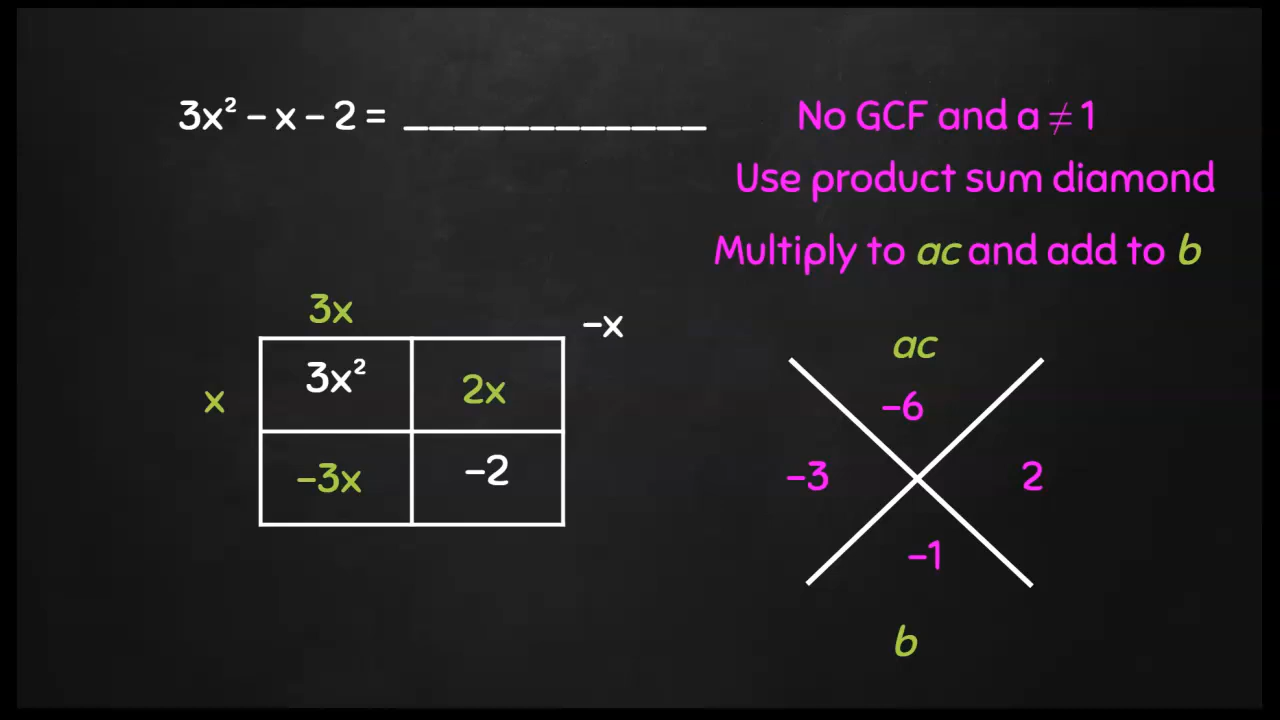 3x² – x – 2 = ____________
No GCF and a ≠ 1
Use product sum diamond
Multiply to ac and add to b
3x
–x
x
3x²
2x
–3x
–2
ac
–6
–3
2
–1
b